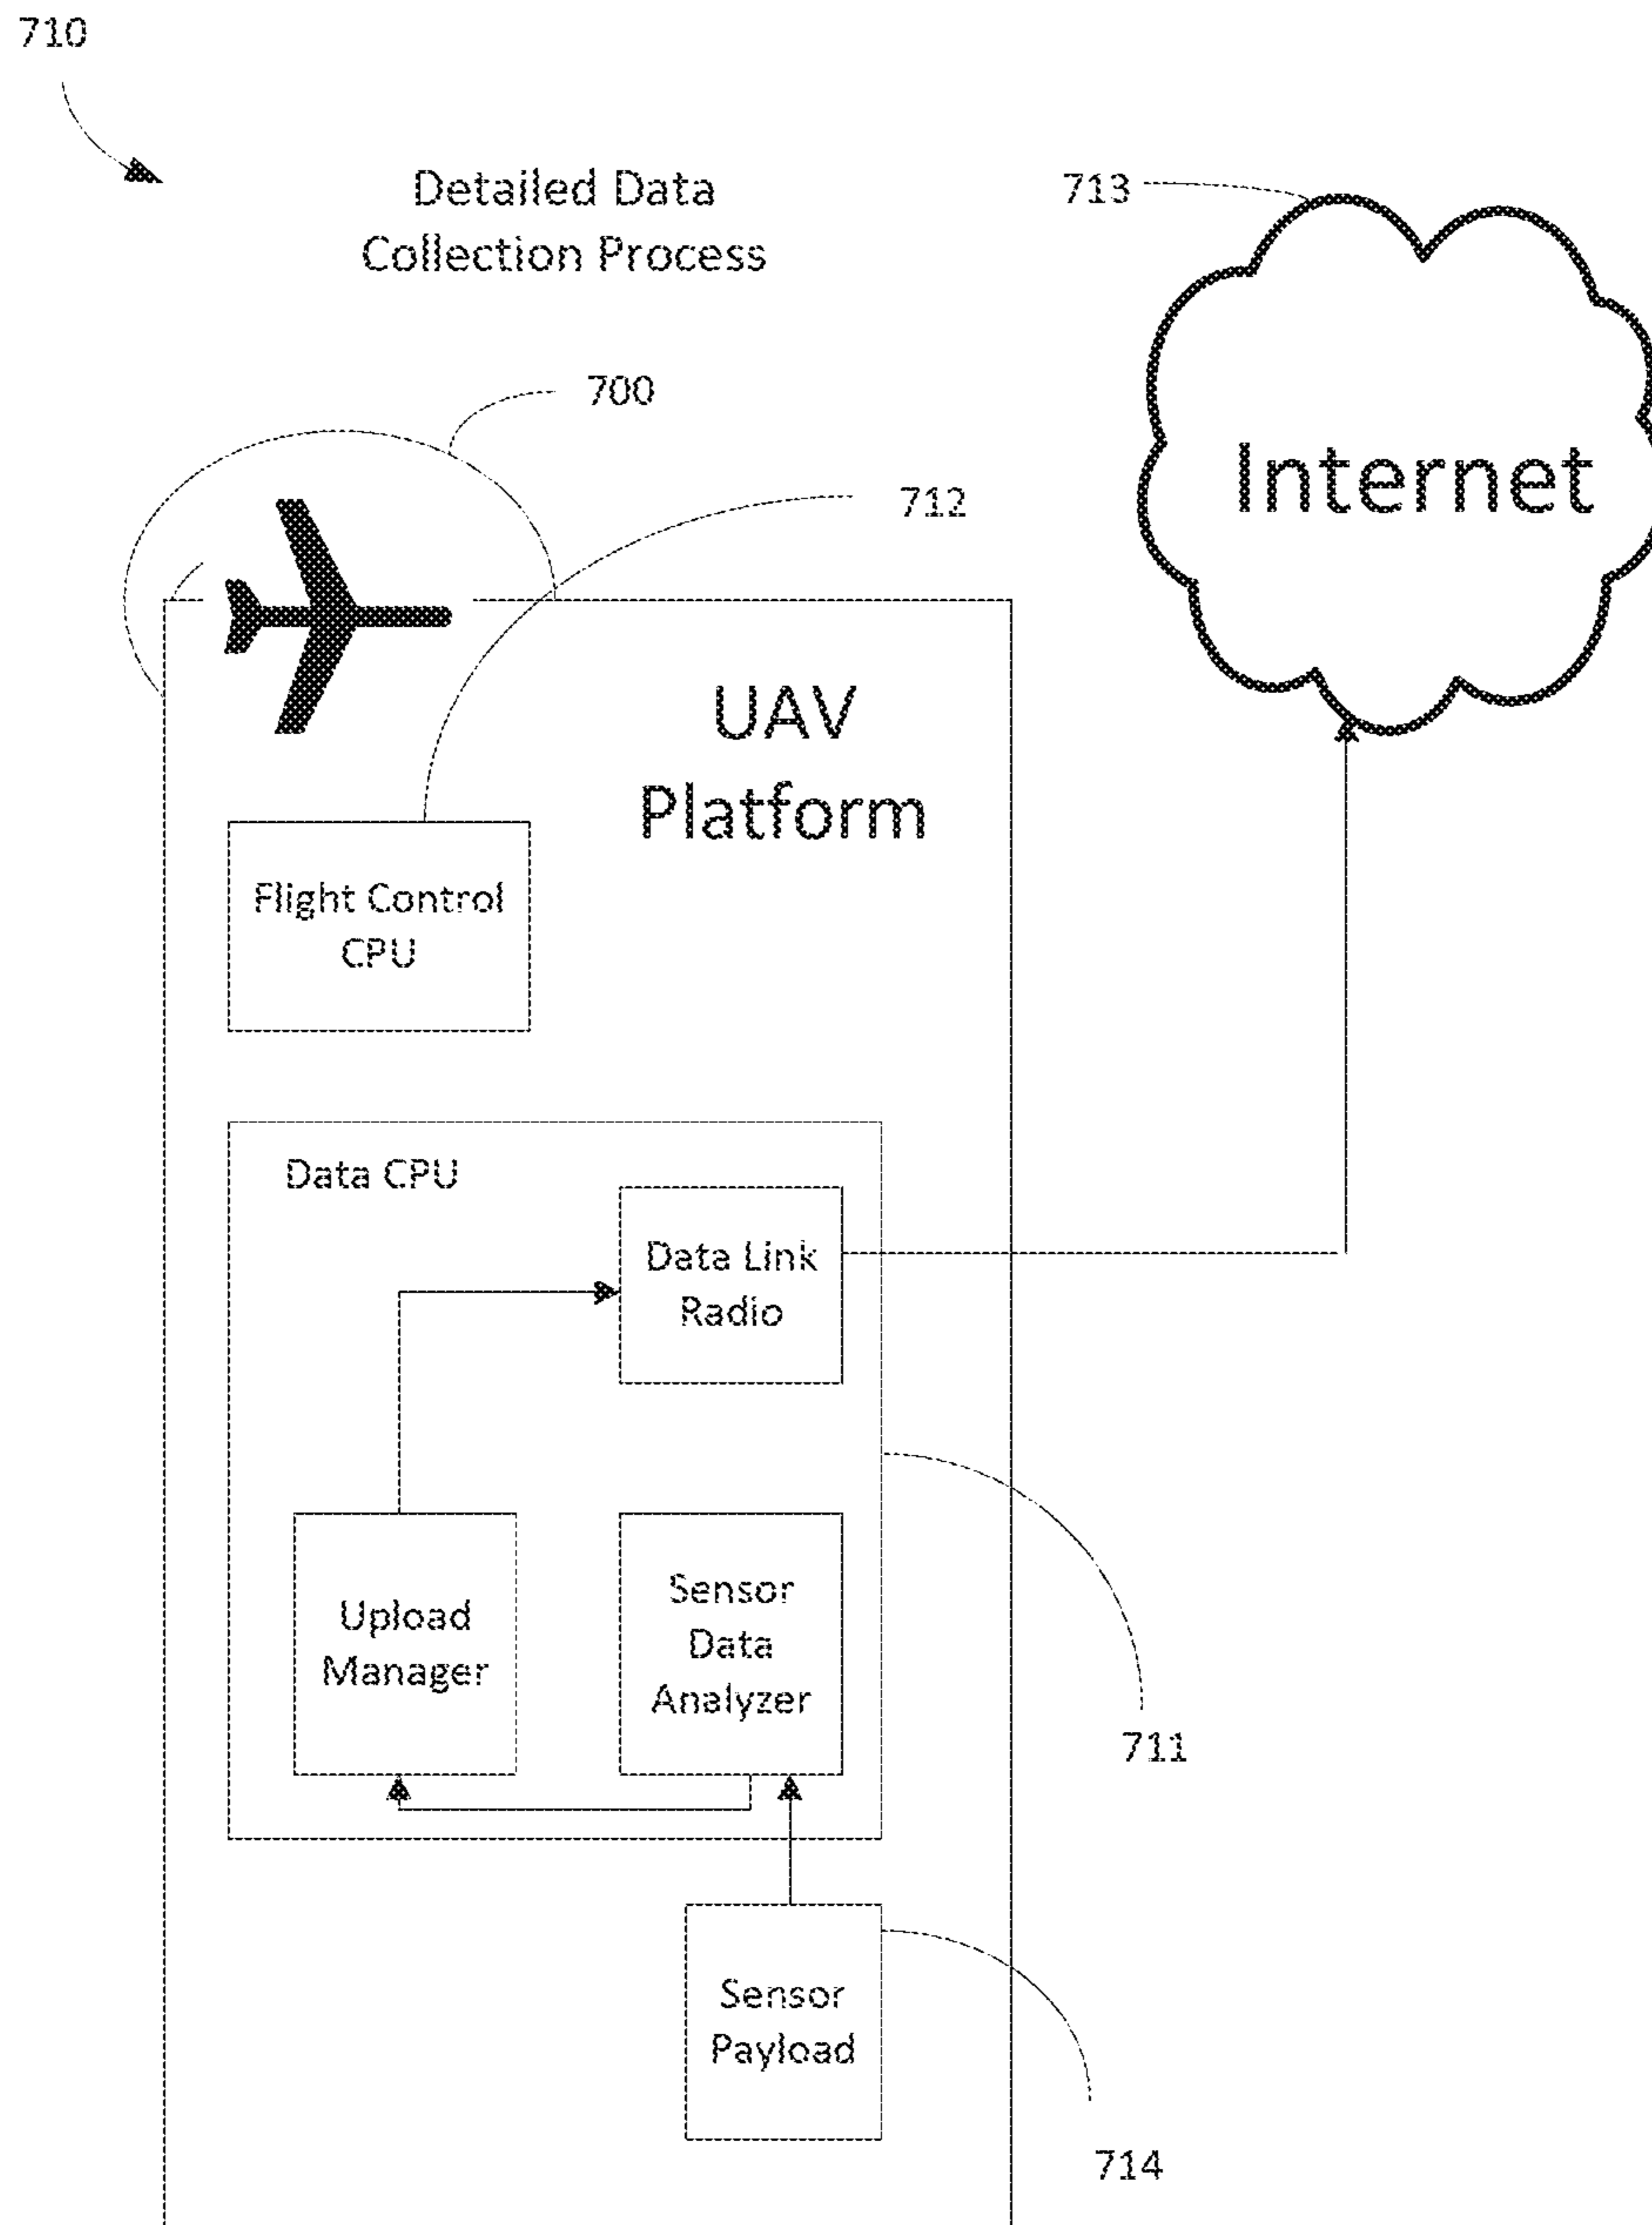 710
Detailed Data
Collection Process
713
700
712
Internet
UAV
Platform
Flight Control
CPU
Data CPU
Data Link
Radio
Upload
Manager
Sensor
Data
Analyzer
711
Sensor
Payload
714